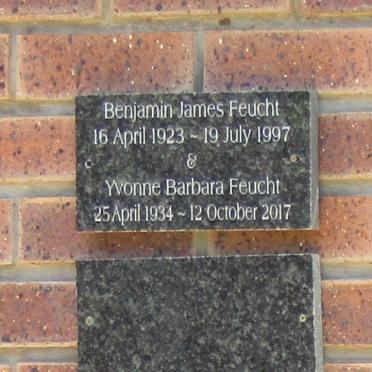 Benjamin James Feucht
16 April 1923 ~ 19 July 1997
&
Yvonne Barbara Feucht
25 April 1934 ~ 12 October 2017